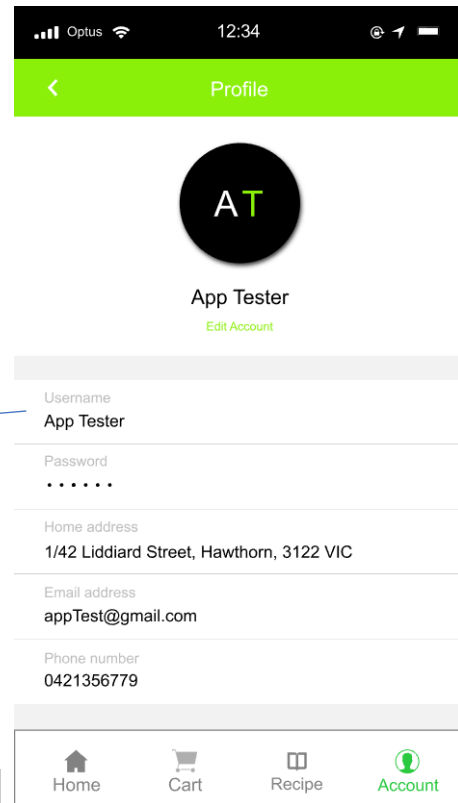 Optus 12:34
Profile
AT
App Tester
Edit Account
Username
App Tester
Password
••••••
Home address
1/42 Liddiard Street, Hawthorn, 3122 VIC
Email address
appTest@gmail.com
Phone number
0421356779
Home Cart Recipe Account